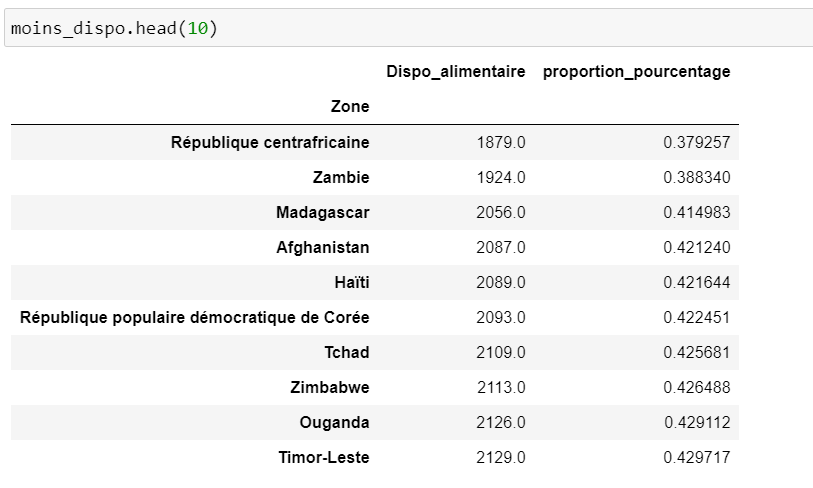 moins_dispo.head(10)
Dispo_alimentaire proportion_pourcentage
Zone
République centrafricaine 1879.0 0.379257
Zambie 1924.0 0.388340
Madagascar 2056.0 0.414983
Afghanistan 2087.0 0.421240
Haïti 2089.0 0.421644
République populaire démocratique de Corée 2093.0 0.422451
Tchad 2109.0 0.425681
Zimbabwe 2113.0 0.426488
Ouganda 2126.0 0.429112
Timor-Leste 2129.0 0.429717